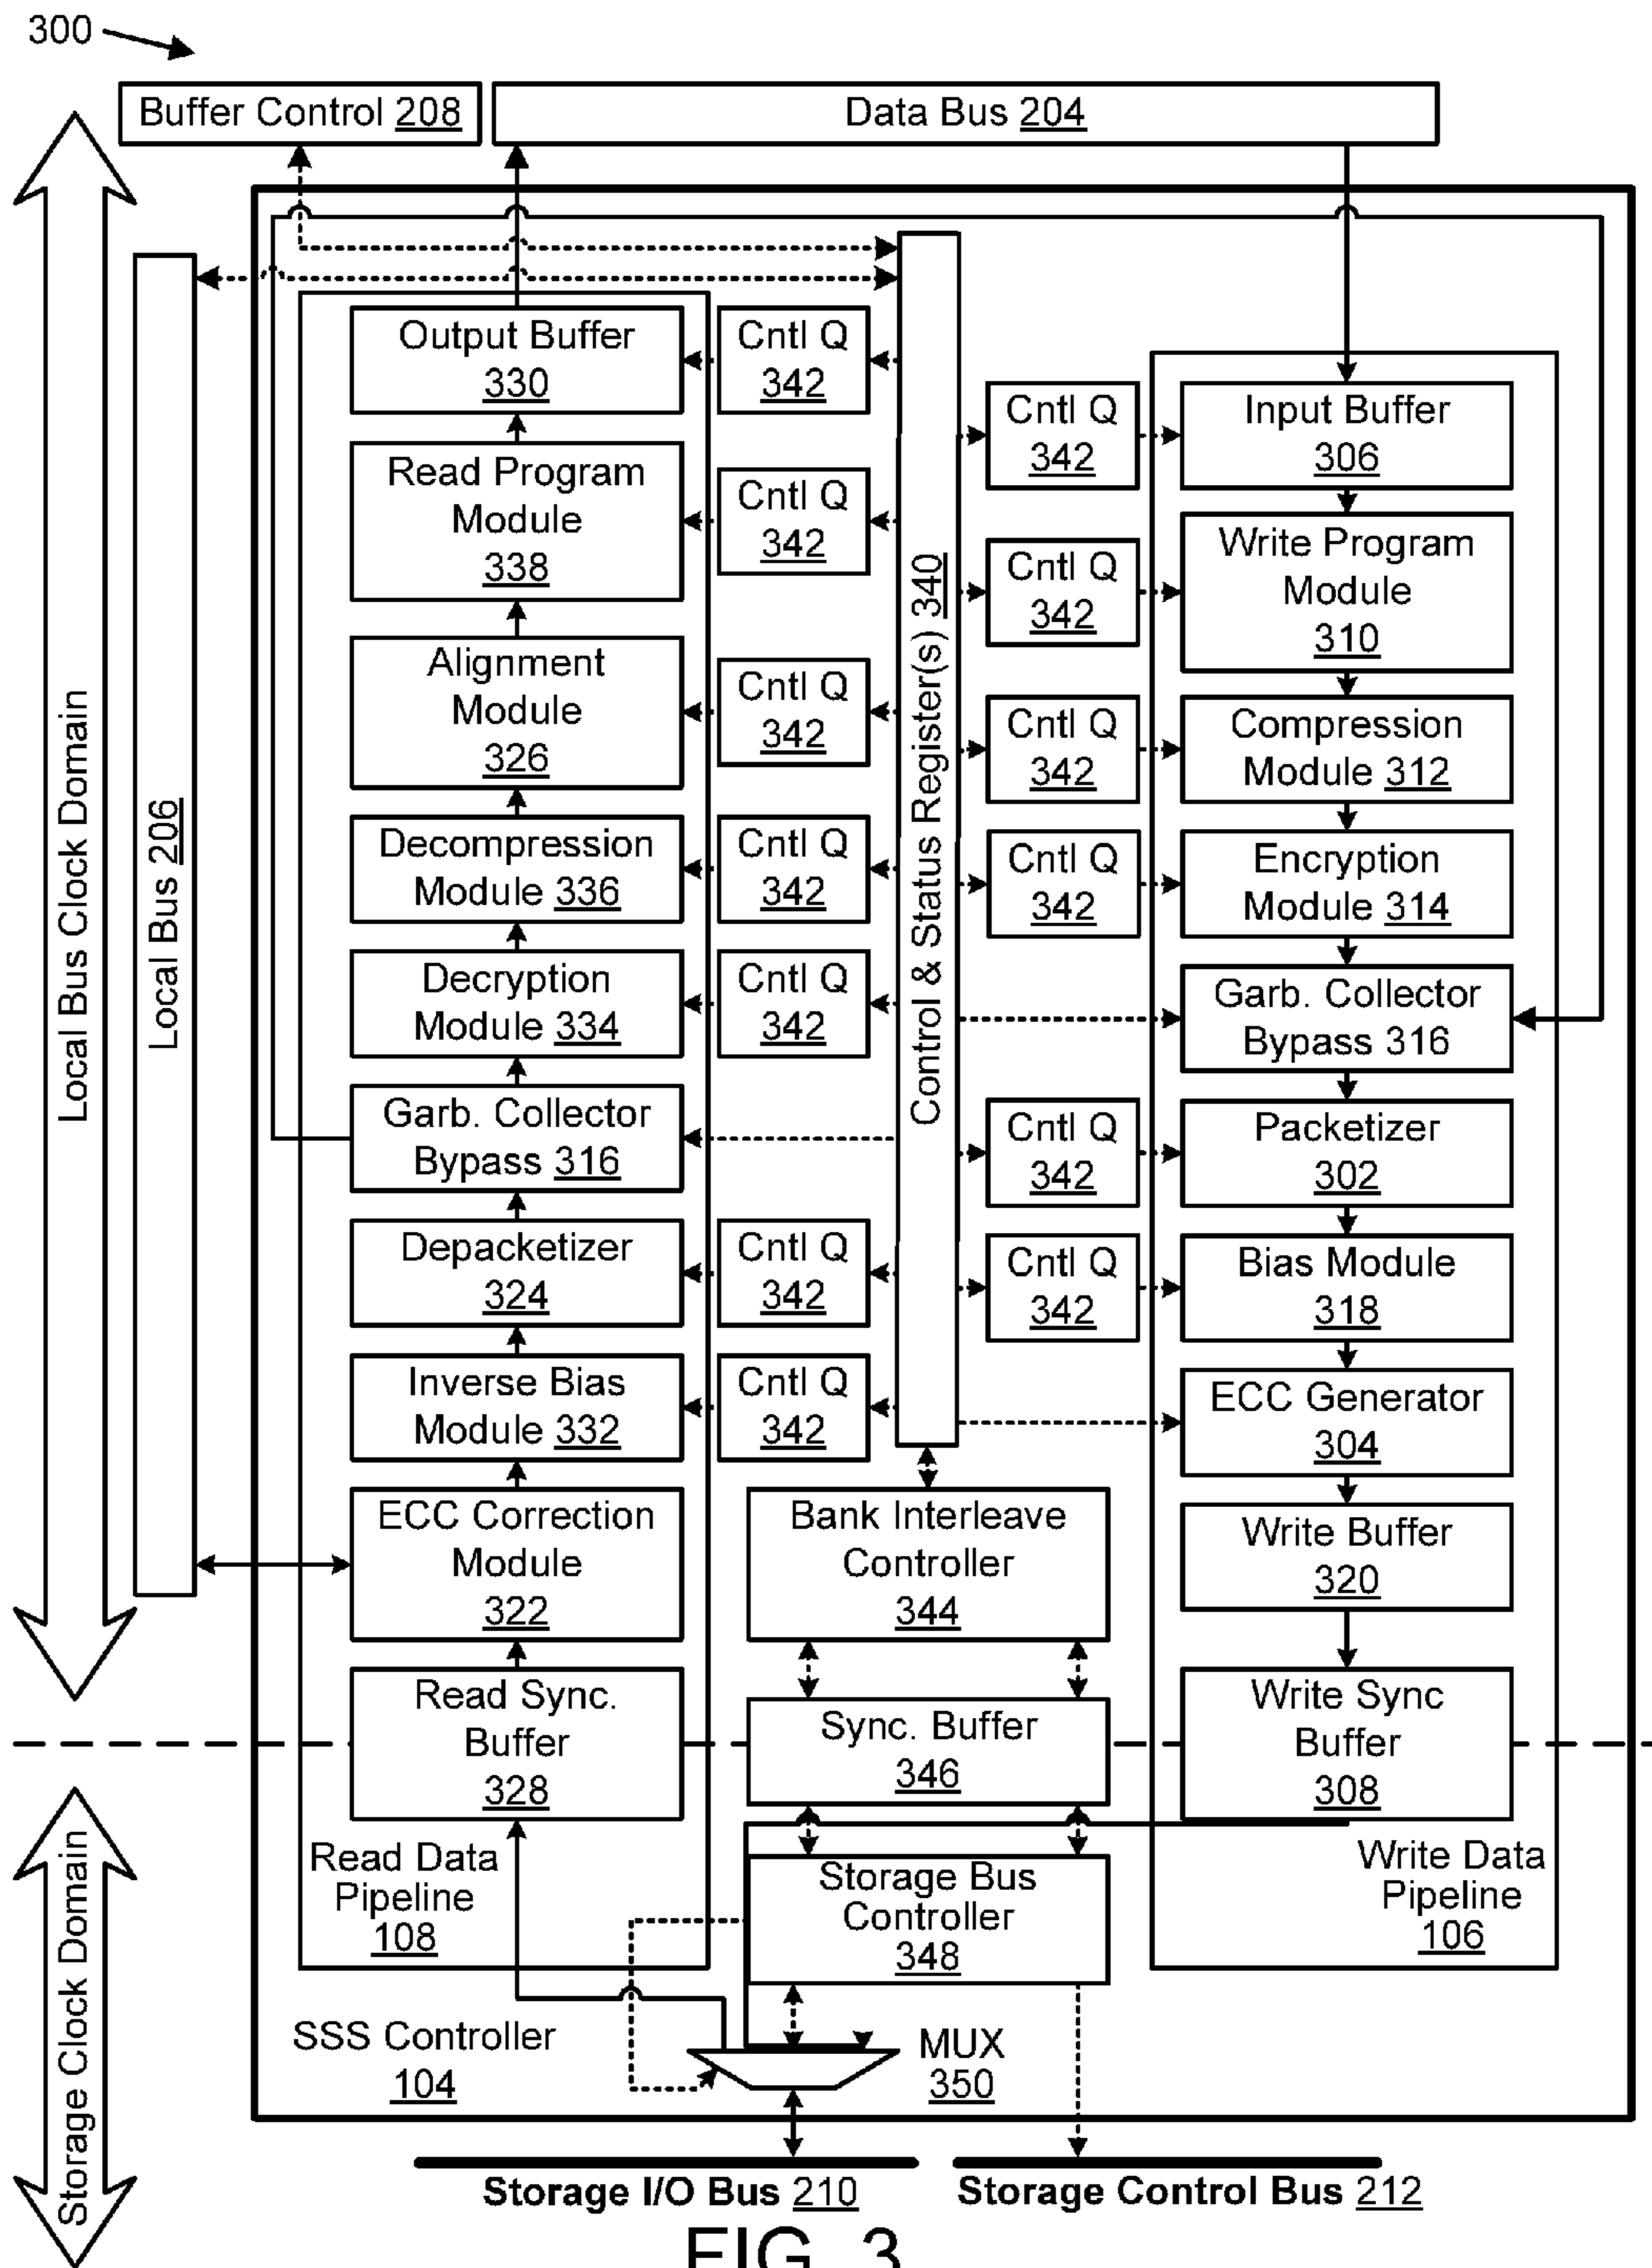 300
Buffer Control 208
Data Bus 204
Local Bus Clock Domain
Local Bus 206
Output Buffer
330
Cntl Q
342
Read Program
Module
338
Cntl Q
342
Alignment
Module
326
Cntl Q
342
Decompression
Module 336
Cntl Q
342
Decryption
Module 334
Cntl Q
342
Garb. Collector
Bypass 316
Depacketizer
324
Cntl Q
342
Inverse Bias
Module 332
Cntl Q
342
ECC Correction
Module
322
Read Sync.
Buffer
328
Read Data
Pipeline
108
Control & Status Register(s) 340
Bank Interleave
Controller
344
Sync. Buffer
346
Storage Bus
Controller
348
Cntl Q
342
Input Buffer
306
Cntl Q
342
Write Program
Module
310
Cntl Q
342
Compression
Module 312
Cntl Q
342
Encryption
Module 314
Garb. Collector
Bypass 316
Cntl Q
342
Packetizer
302
Cntl Q
342
Bias Module
318
ECC Generator
304
Write Buffer
320
Write Sync
Buffer
308
Write Data
Pipeline
106
Storage Clock Domain
SSS Controller
104
MUX
350
Storage I/O Bus 210
Storage Control Bus 212
FIG. 3